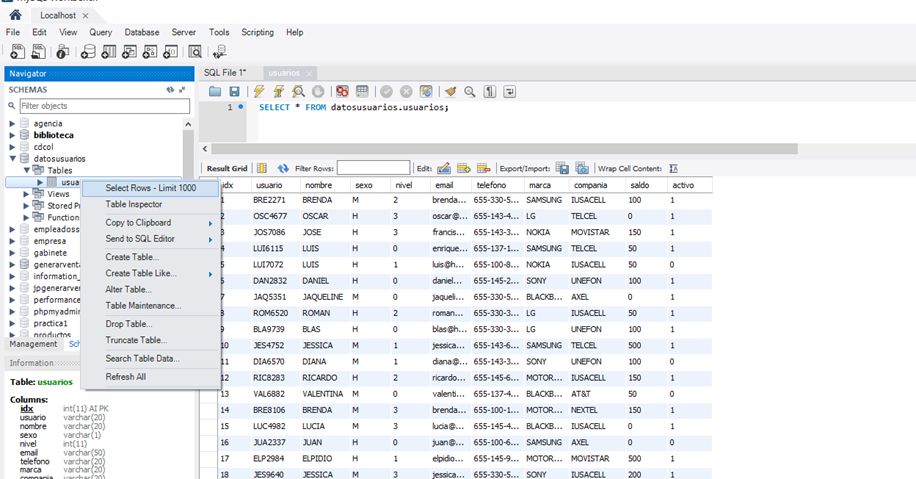 Localhost
File Edit View Query Database Server Tools Scripting Help
Navigator
SCHEMAS
Filter objects
agencia
biblioteca
cdcol
datosusuarios
Tables
Views
empleadoss
empresa
gabinete
generarventa
information_
jpgenerarver
performance
phpmyadmin
practica1
productos
Management
Information
Table: usuarios
Columns:
idx int(11) AI PK
usuario varchar(20)
nombre varchar(20)
sexo varchar(1)
nivel int(11)
email varchar(50)
telefono varchar(20)
marca varchar(20)
compania varchar(20)
Select Rows - Limit 1000
Table Inspector
Copy to Clipboard
Send to SQL Editor
Create Table...
Create Table Like...
Alter Table...
Table Maintenance...
Drop Table...
Truncate Table...
Search Table Data...
Refresh All
SQL File 1* usuarios
1 SELECT * FROM datosusuarios.usuarios;
Result Grid Filter Rows: Edit: Export/Import: Wrap Cell Content:
idx usuario nombre sexo nivel email telefono marca compania saldo activo
1 BRE2271 BRENDA M 2 brenda... 655-330-5... SAMSUNG IUSACELL 100 1
2 OSC4677 OSCAR H 3 oscar@... 655-143-4... LG TELCEL 0 1
3 JOS7086 JOSE H 3 francis... 655-143-3... NOKIA MOVISTAR 150 1
4 LUI6115 LUIS H 0 enrique... 655-137-1... SAMSUNG TELCEL 50 1
5 LUI7072 LUIS H 1 luis@h... 655-100-8... NOKIA IUSACELL 50 0
6 DAN2832 DANIEL H 0 daniel... 655-145-2... SONY UNEFON 100 1
7 JAQ5351 JAQUELINE M 0 jaqueli... 655-330-5... BLACKB... AXEL 0 1
8 ROM6520 ROMAN H 2 roman... 655-330-3... LG IUSACELL 50 1
9 BLA9739 BLAS H 0 blas@h... 655-330-3... LG UNEFON 100 1
10 JES4752 JESSICA M 1 jessica... 655-143-6... SAMSUNG TELCEL 500 1
11 DIA6570 DIANA M 1 diana@... 655-143-3... SONY UNEFON 100 0
12 RIC8283 RICARDO H 2 ricardo... 655-145-6... MOTOR... IUSACELL 150 1
13 VAL6882 VALENTINA M 0 valenti... 655-137-4... BLACKB... AT&T 50 0
14 BRE8106 BRENDA M 3 brenda... 655-100-1... MOTOR... NEXTEL 150 1
15 LUC4982 LUCIA M 3 lucia@... 655-145-4... BLACKB... IUSACELL 0 1
16 JUA2337 JUAN H 0 juan@... 655-100-6... SAMSUNG AXEL 0 0
17 ELP2984 ELPIDIO H 1 elpidio... 655-145-9... MOTOR... MOVISTAR 500 1
18 JES9640 JESSICA M 3 jessica... 655-330-5... SONY IUSACELL 200 1